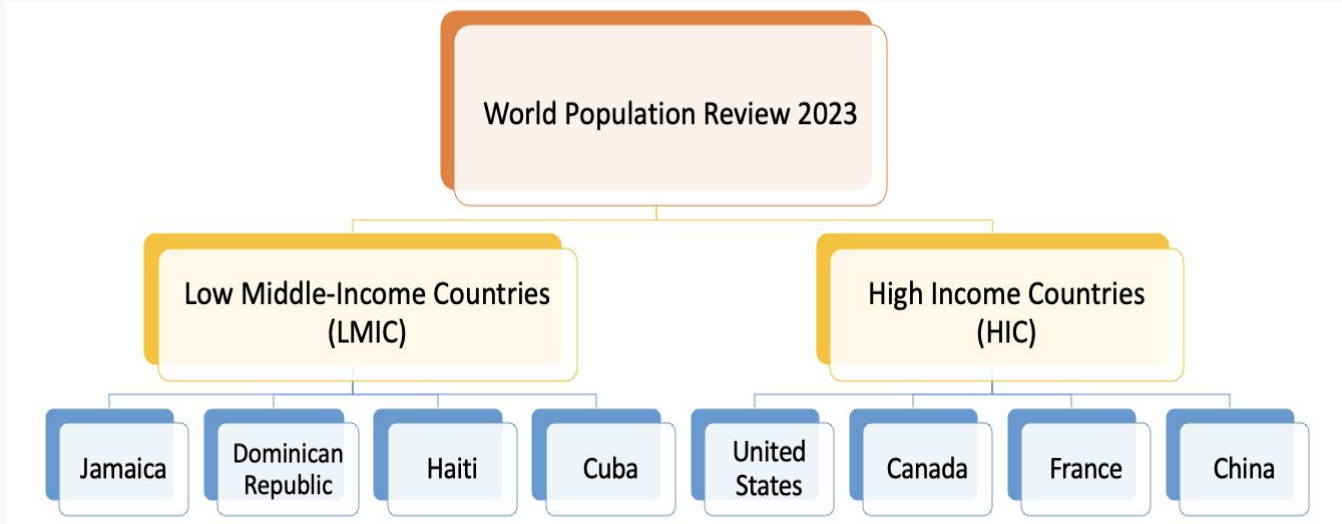 World Population Review 2023
Low Middle-Income Countries
(LMIC)
High Income Countries
(HIC)
Jamaica
Dominican
Republic
Haiti
Cuba
United
States
Canada
France
China